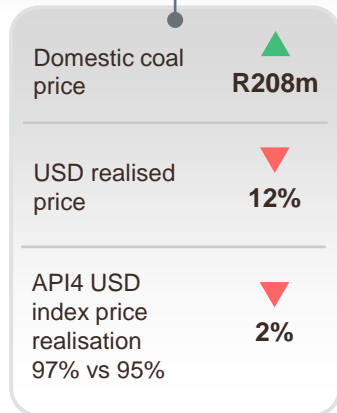 Domestic coal
price
R208m
USD realised
price
12%
API4 USD
index price
realisation
97% vs 95%
2%